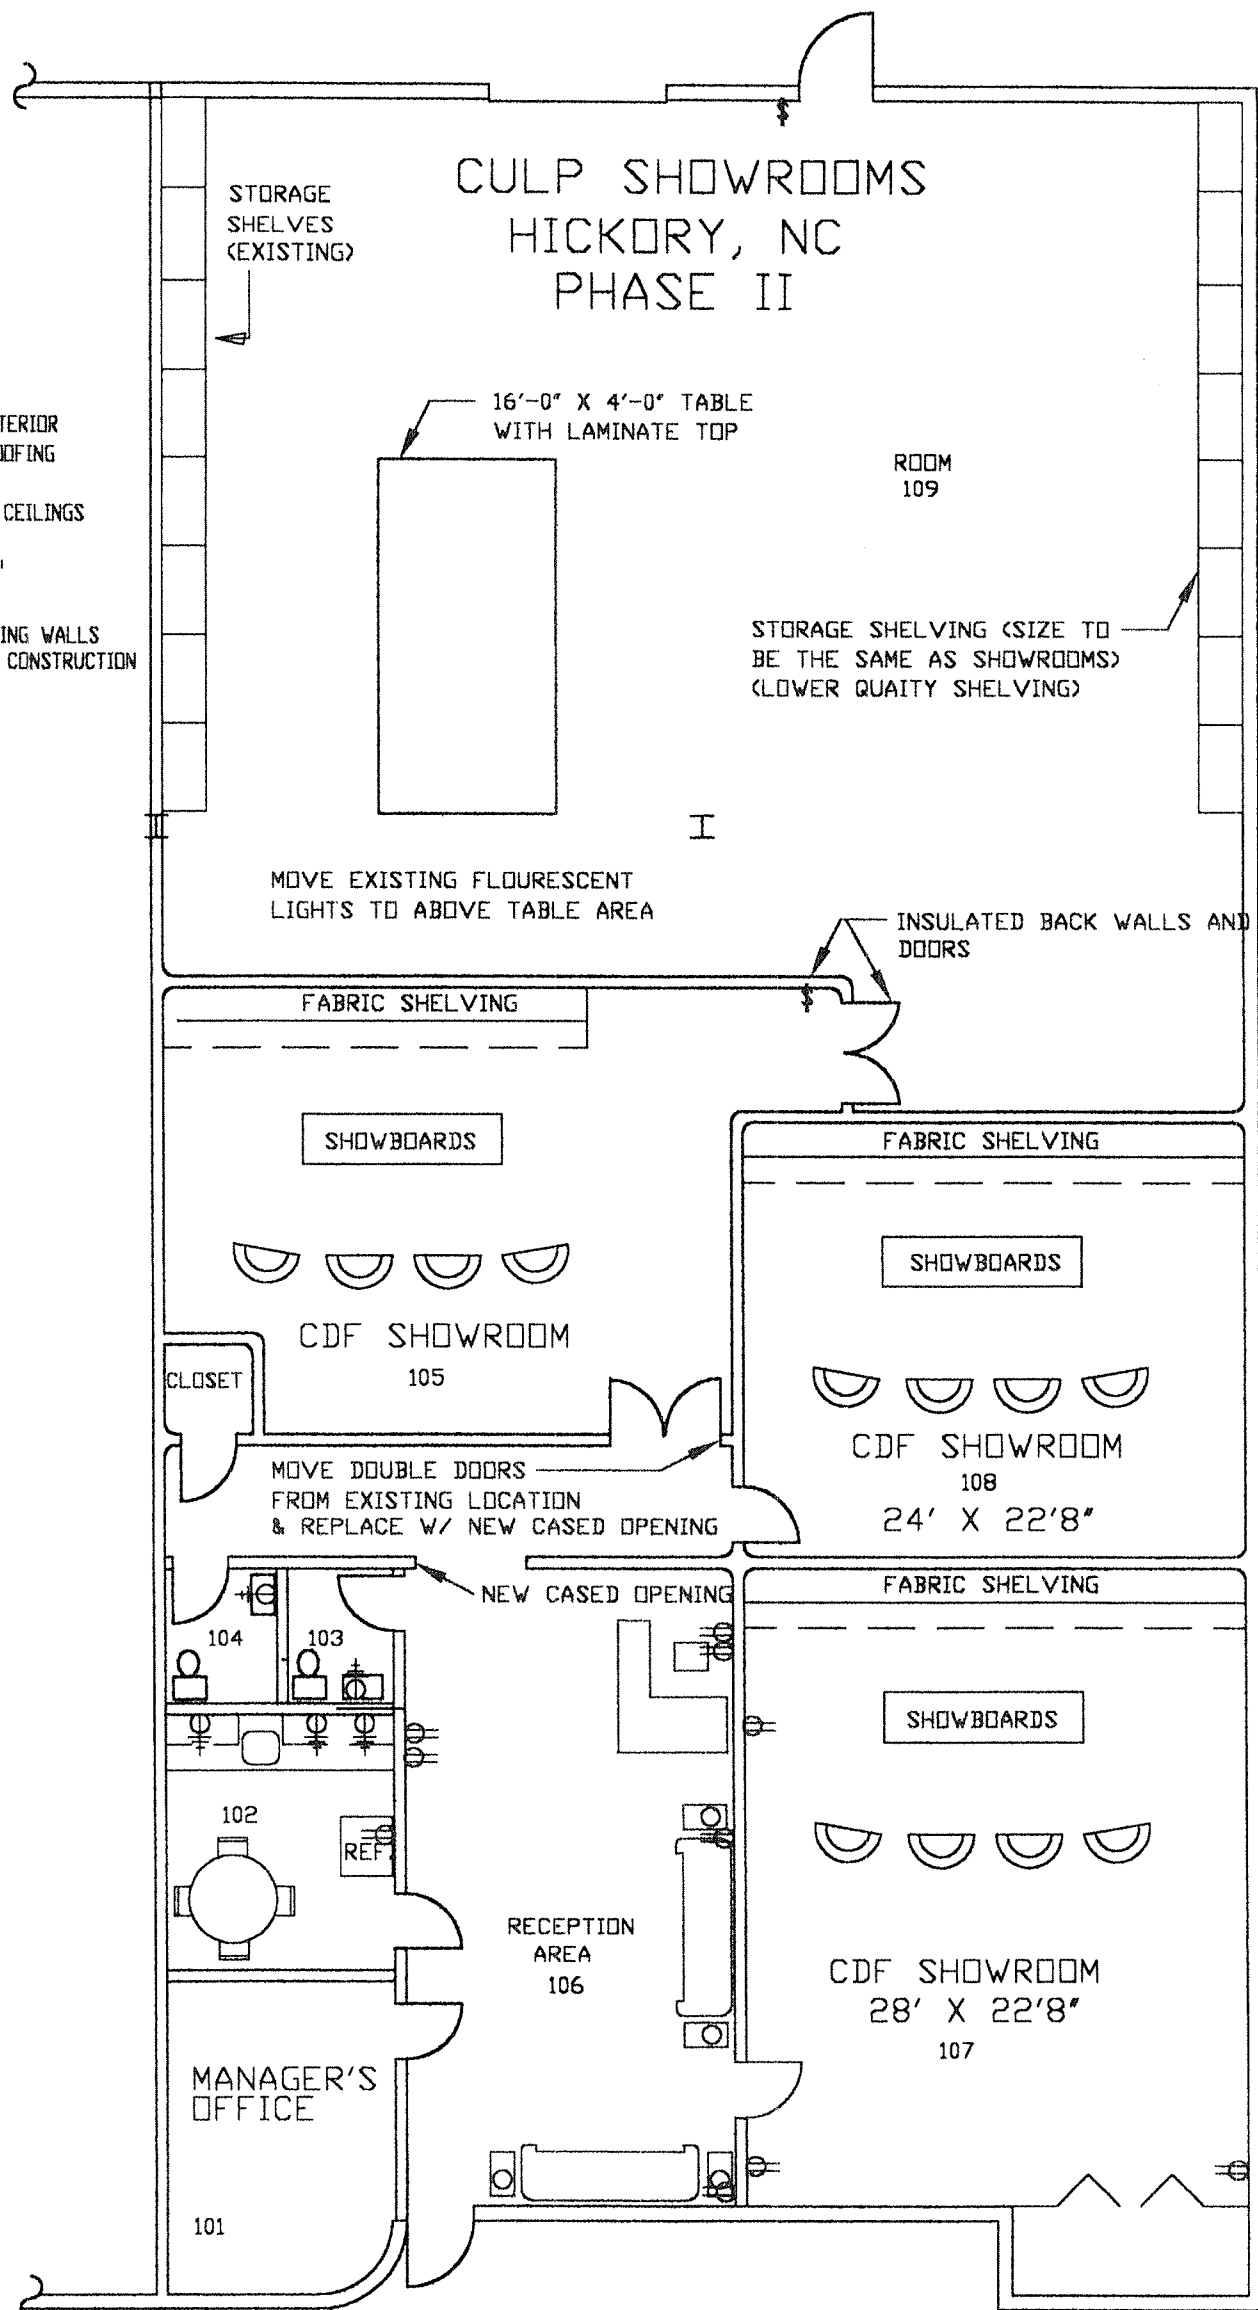 CULP SHOWROOMS
HICKORY, NC
PHASE II
STORAGE
SHELVES
(EXISTING)
16'-0" X 4'-0" TABLE
WITH LAMINATE TOP
ROOM
109
TERIOR
OOFING
CEILINGS
ING WALLS
CONSTRUCTION
STORAGE SHELVING (SIZE TO
BE THE SAME AS SHOWROOMS)
(LOWER QUAITY SHELVING)
MOVE EXISTING FLOURESCENT
LIGHTS TO ABOVE TABLE AREA
INSULATED BACK WALLS AND
DOORS
FABRIC SHELVING
SHOWBOARDS
CDF SHOWROOM
105
CLOSET
FABRIC SHELVING
SHOWBOARDS
CDF SHOWROOM
108
24' X 22'8"
MOVE DOUBLE DOORS
FROM EXISTING LOCATION
& REPLACE W/ NEW CASED OPENING
NEW CASED OPENING
FABRIC SHELVING
SHOWBOARDS
104
103
102
REF.
RECEPTION
AREA
106
CDF SHOWROOM
28' X 22'8"
107
MANAGER'S
OFFICE
101